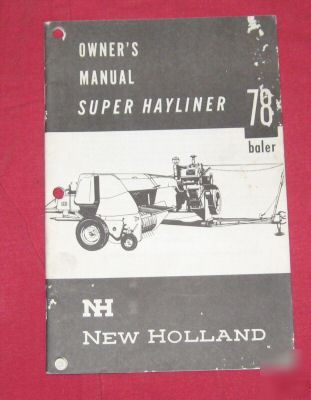 OWNER'S
MANUAL
SUPER HAYLINER 78
baler
NH
NEW HOLLAND